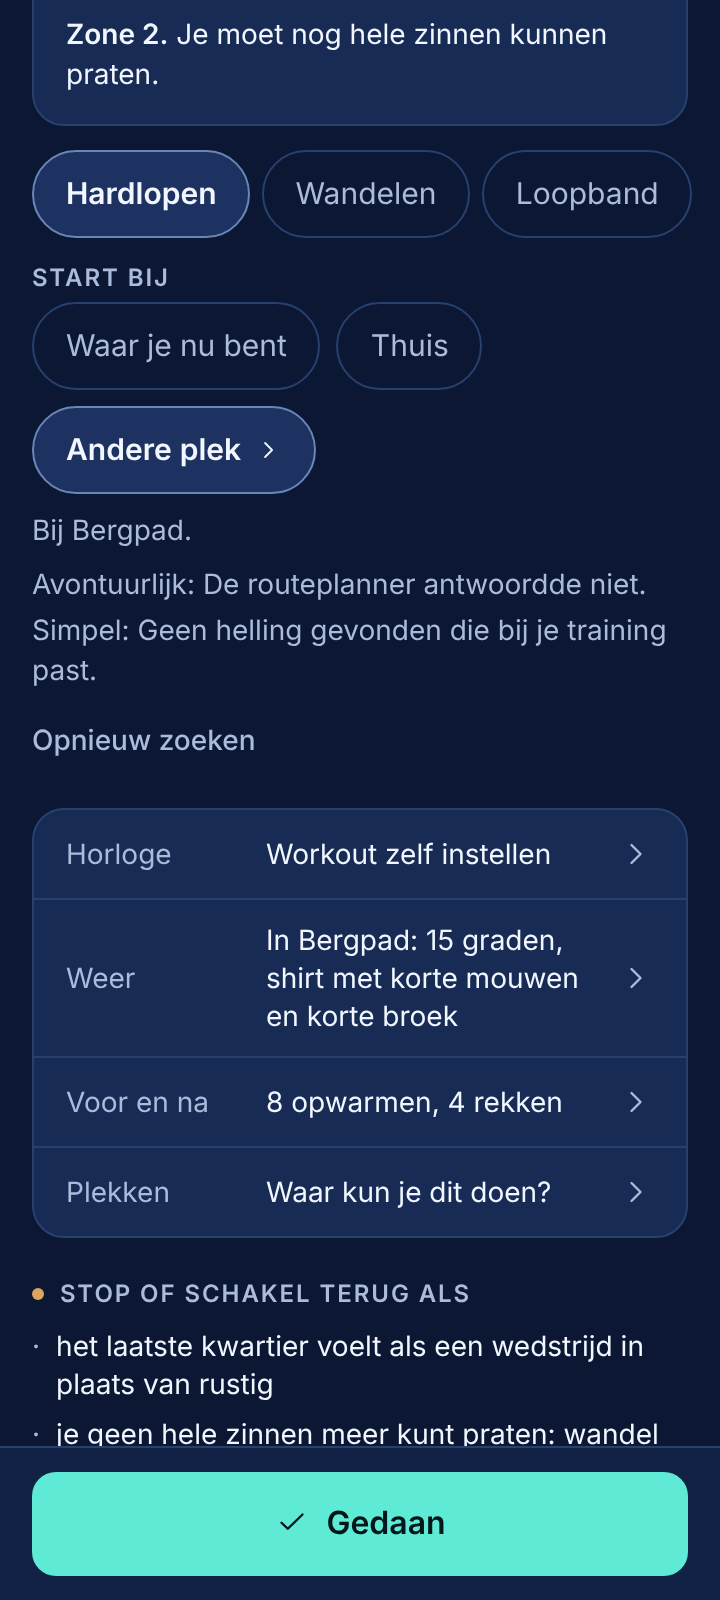 Zone 2. Je moet nog hele zinnen kunnen
praten.
Hardlopen
Wandelen
Loopband
START BIJ
Waar je nu bent
Thuis
Andere plek
Bij Bergpad.
Avontuurlijk: De routeplanner antwoordde niet.
Simpel: Geen helling gevonden die bij je training
past.
Opnieuw zoeken
Horloge
Workout zelf instellen
Weer
In Bergpad: 15 graden,
shirt met korte mouwen
en korte broek
Voor en na
8 opwarmen, 4 rekken
Plekken
Waar kun je dit doen?
STOP OF SCHAKEL TERUG ALS
· het laatste kwartier voelt als een wedstrijd in
plaats van rustig
· je geen hele zinnen meer kunt praten: wandel
Gedaan